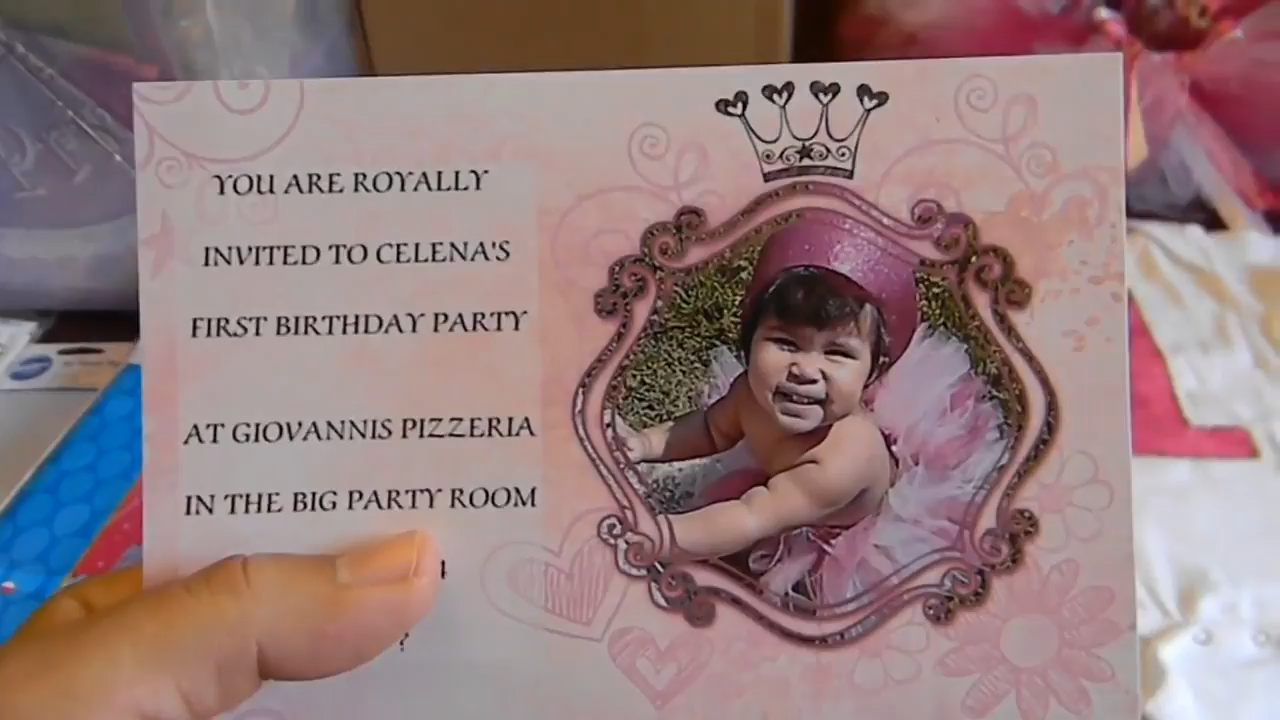 YOU ARE ROYALLY
INVITED TO CELENA'S
FIRST BIRTHDAY PARTY
AT GIOVANNIS PIZZERIA
IN THE BIG PARTY ROOM